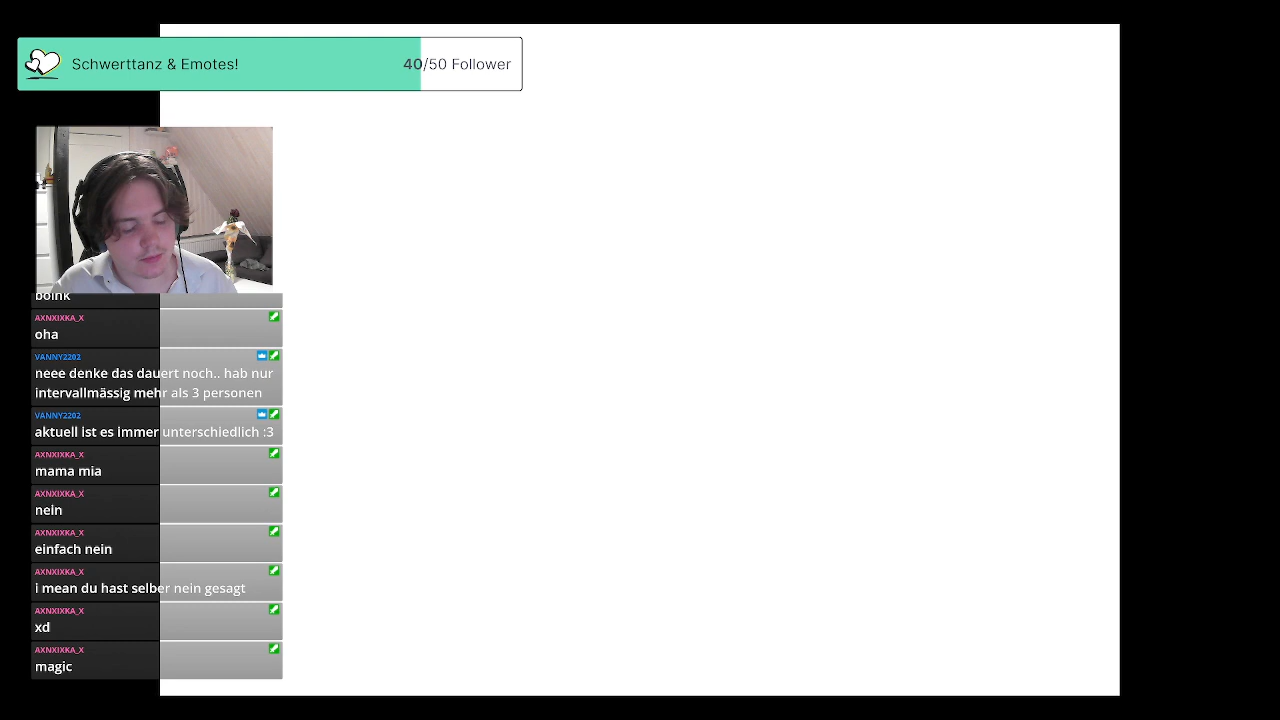 Schwerttanz & Emotes! 40/50 Follower
boink
AXNXIXKA_X
oha
VANNY2202
neee denke das dauert noch.. hab nur
intervallmässig mehr als 3 personen
VANNY2202
aktuell ist es immer unterschiedlich :3
AXNXIXKA_X
mama mia
AXNXIXKA_X
nein
AXNXIXKA_X
einfach nein
AXNXIXKA_X
i mean du hast selber nein gesagt
AXNXIXKA_X
xd
AXNXIXKA_X
magic